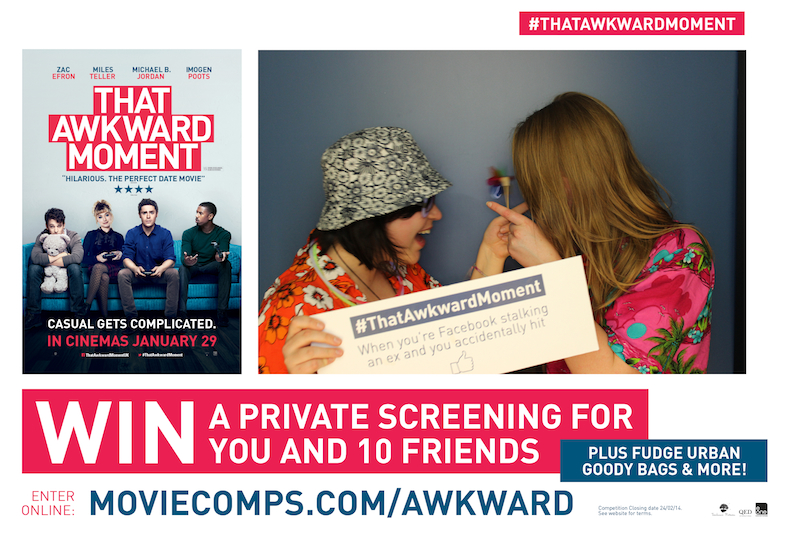 #THATAWKWARDMOMENT
ZAC EFRON
MILES TELLER
MICHAEL B. JORDAN
IMOGEN POOTS
THAT
AWKWARD
MOMENT
"HILARIOUS. THE PERFECT DATE MOVIE"
CASUAL GETS COMPLICATED.
IN CINEMAS JANUARY 29
ThatAwkwardMomentUK
#ThatAwkwardMoment
#ThatAwkwardMoment
When you're Facebook stalking
an ex and you accidentally hit
WIN
A PRIVATE SCREENING FOR
YOU AND 10 FRIENDS
PLUS FUDGE URBAN
GOODY BAGS & MORE!
ENTER
ONLINE:
MOVIECOMPS.COM/AWKWARD
Competition Closing date 24/02/14.
See website for terms.
QED